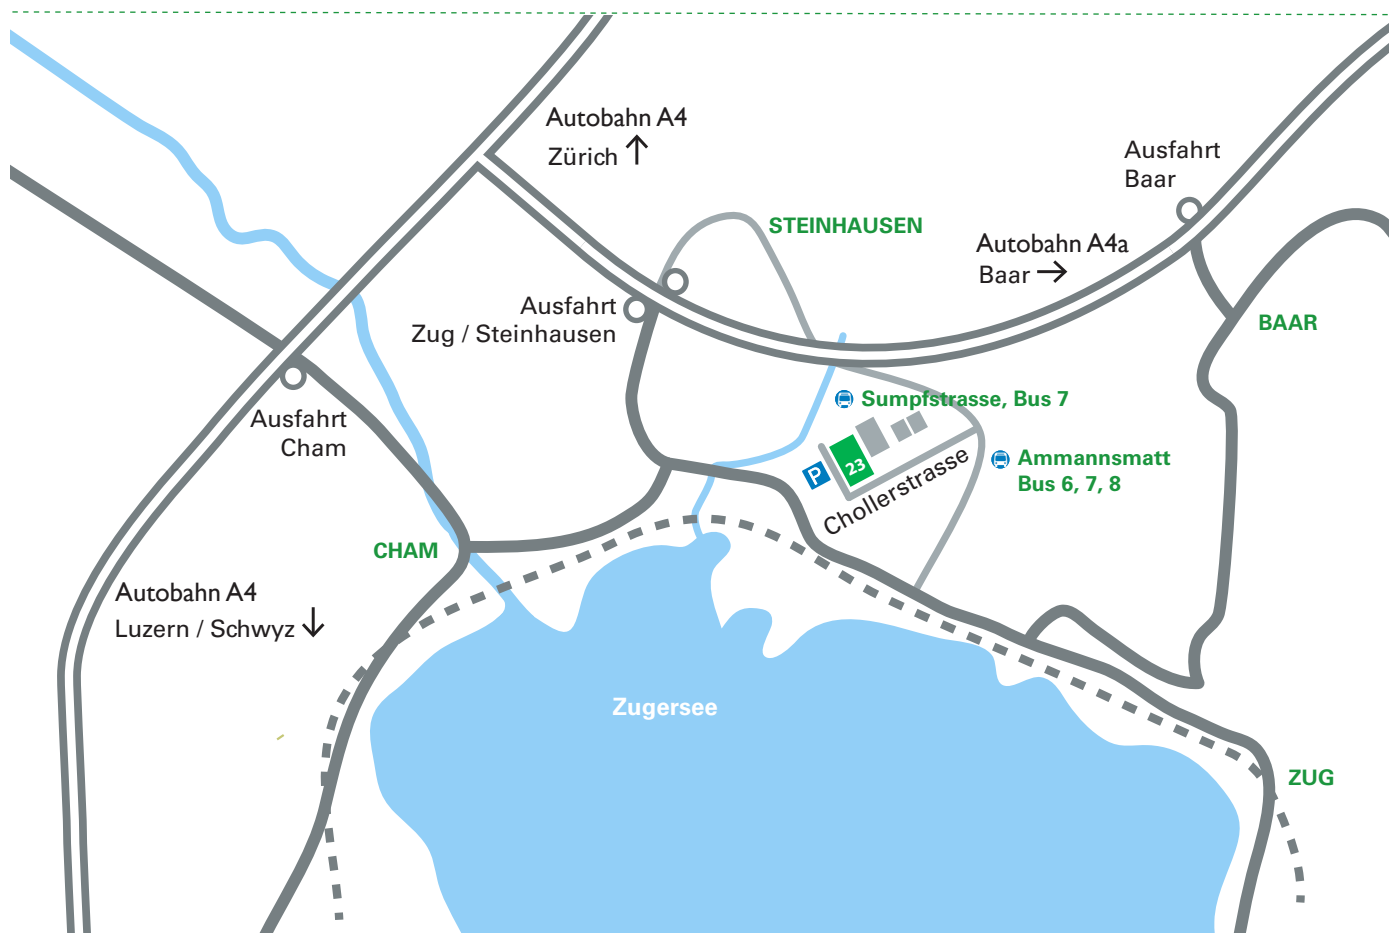 Autobahn A4
Zürich ↑
Ausfahrt
Baar
STEINHAUSEN
Autobahn A4a
Baar →
Ausfahrt
Zug / Steinhausen
BAAR
Sumpfstrasse, Bus 7
Ausfahrt
Cham
P
23
Chollerstrasse
Ammannsmatt
Bus 6, 7, 8
CHAM
Autobahn A4
Luzern / Schwyz ↓
Zugersee
ZUG